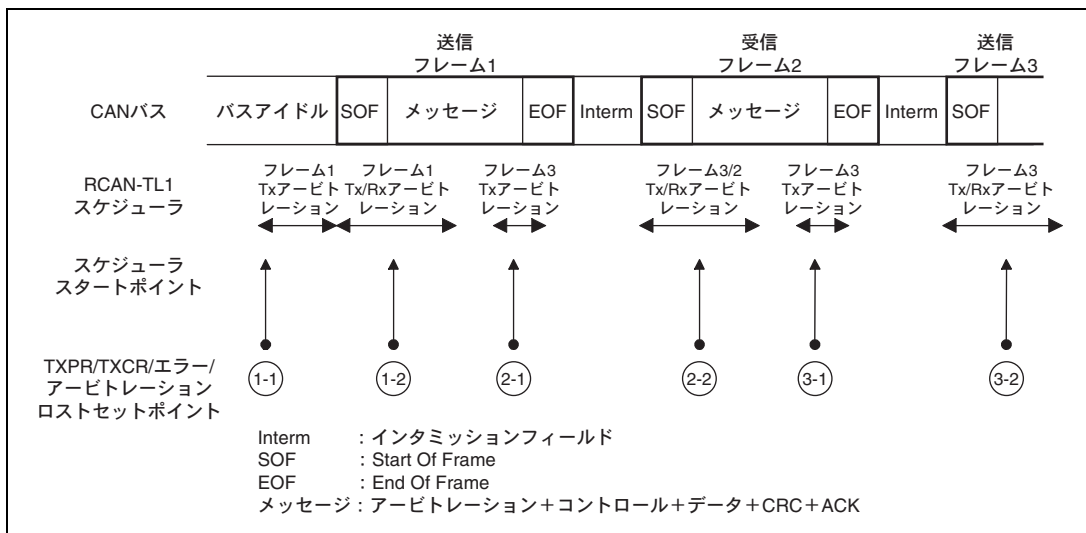 送信
フレーム1
受信
フレーム2
送信
フレーム3
CANバス
バスアイドル
SOF
メッセージ
EOF
Interm
SOF
メッセージ
EOF
Interm
SOF
RCAN-TL1
スケジューラ
フレーム1
Txアービト
レーション
フレーム1
Tx/Rxアービト
レーション
フレーム3
Txアービト
レーション
フレーム3/2
Tx/Rxアービト
レーション
フレーム3
Txアービト
レーション
フレーム3
Tx/Rxアービト
レーション
スケジューラ
スタートポイント
TXPR/TXCR/エラー/
アービトレーション
ロストセットポイント
1-1
1-2
2-1
2-2
3-1
3-2
Interm : インタミッションフィールド
SOF : Start Of Frame
EOF : End Of Frame
メッセージ : アービトレーション+コントロール+データ+CRC+ACK